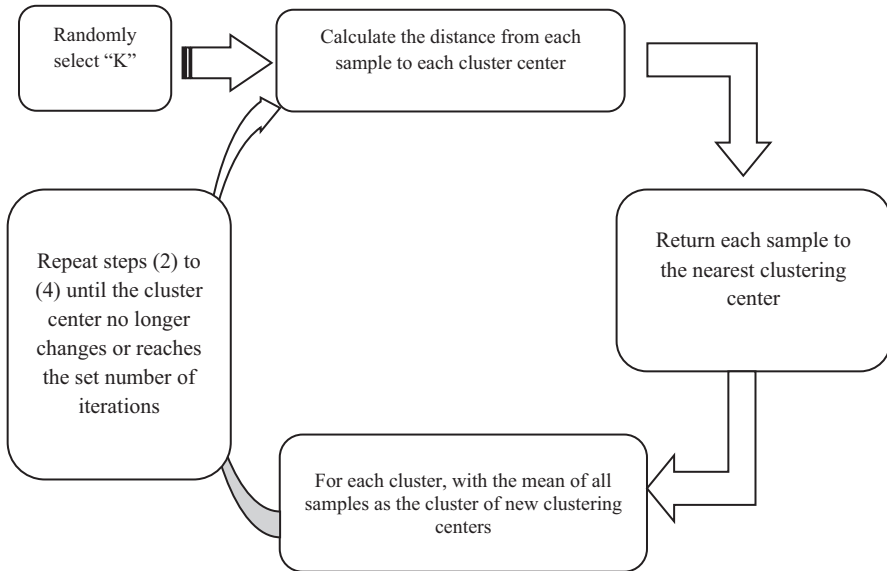 Randomly
select “K”
Calculate the distance from each
sample to each cluster center
Return each sample to
the nearest clustering
center
For each cluster, with the mean of all
samples as the cluster of new clustering
centers
Repeat steps (2) to
(4) until the cluster
center no longer
changes or reaches
the set number of
iterations